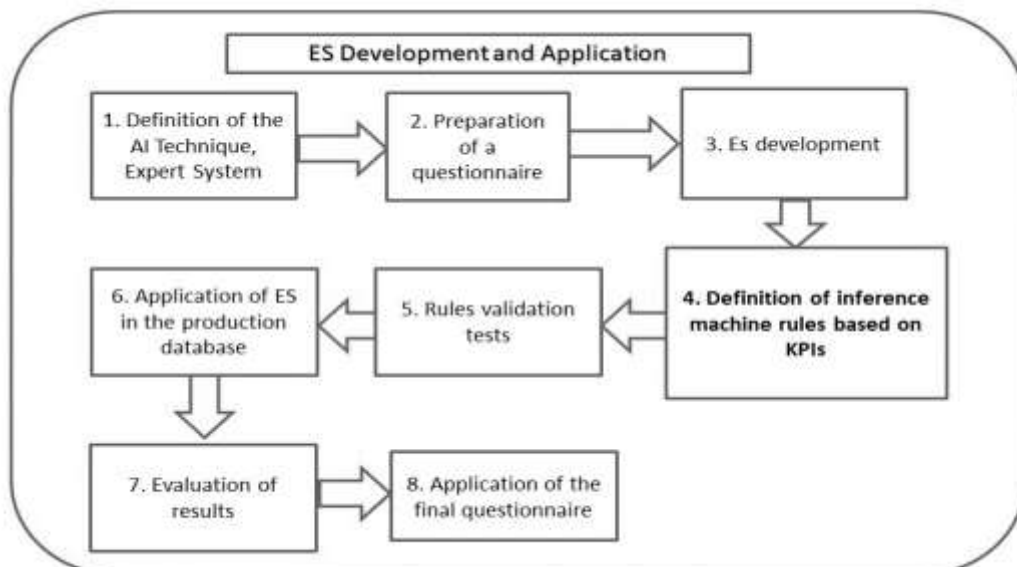 ES Development and Application
1. Definition of the
AI Technique,
Expert System
2. Preparation
of a
questionnaire
3. Es development
4. Definition of inference
machine rules based on
KPIs
5. Rules validation
tests
6. Application of ES
in the production
database
7. Evaluation of
results
8. Application of the
final questionnaire